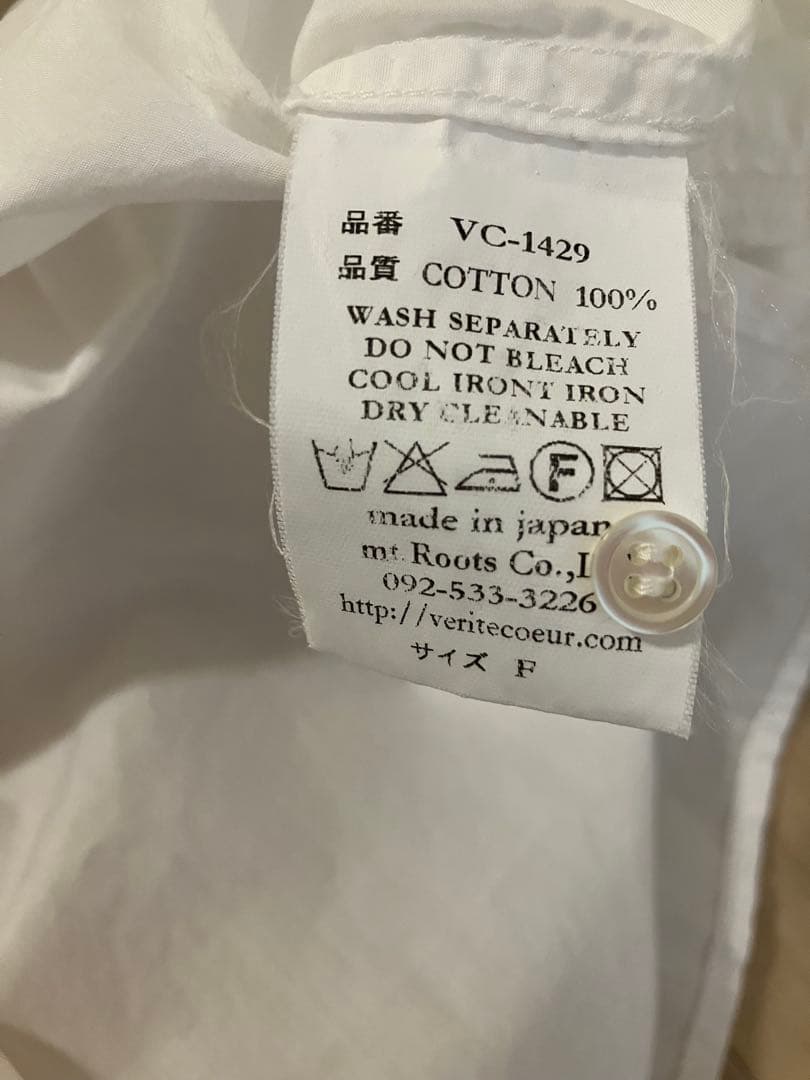 品番 VC-1429
品質 COTTON 100%
WASH SEPARATELY
DO NOT BLEACH
COOL IRONT IRON
DRY CLEANABLE
F
made in japan
mt. Roots Co.,L
092-533-3226
http://veritecoeur.com
サイズ F